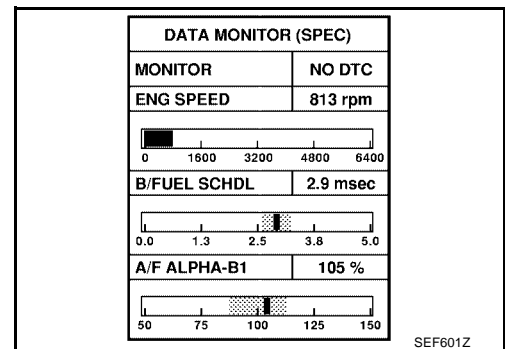 DATA MONITOR (SPEC)
MONITOR NO DTC
ENG SPEED 813 rpm
0 1600 3200 4800 6400
B/FUEL SCHDL 2.9 msec
0.0 1.3 2.5 3.8 5.0
A/F ALPHA-B1 105 %
50 75 100 125 150
SEF601Z